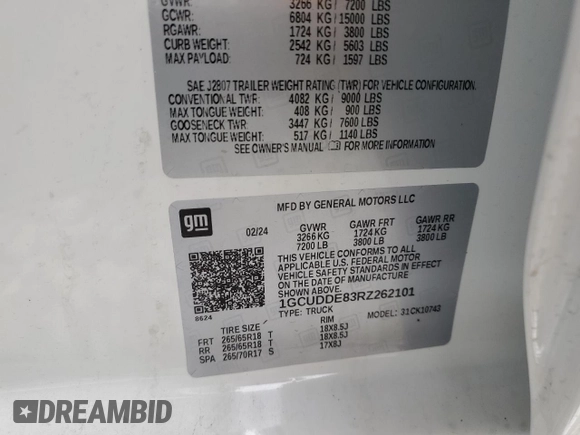 GVWR: 3266 KG / 7200 LBS
GCWR: 6804 KG / 15000 LBS
RGAWR: 1724 KG / 3800 LBS
CURB WEIGHT: 2542 KG / 5603 LBS
MAX PAYLOAD: 724 KG / 1597 LBS
SAE J2807 TRAILER WEIGHT RATING (TWR) FOR VEHICLE CONFIGURATION.
CONVENTIONAL TWR: 4082 KG / 9000 LBS
MAX TONGUE WEIGHT: 408 KG / 900 LBS
GOOSENECK TWR: 3447 KG / 7600 LBS
MAX TONGUE WEIGHT: 517 KG / 1140 LBS
SEE OWNER'S MANUAL FOR MORE INFORMATION
gm
MFD BY GENERAL MOTORS LLC
02/24 GVWR GAWR FRT GAWR RR
3266 KG 1724 KG 1724 KG
7200 LB 3800 LB 3800 LB
THIS VEHICLE CONFORMS TO ALL
APPLICABLE U.S. FEDERAL MOTOR
VEHICLE SAFETY STANDARDS IN
EFFECT ON THE DATE OF
MANUFACTURE SHOWN ABOVE.
1GCUDDE83RZ262101
8624 TYPE: TRUCK MODEL: 31CK10743
TIRE SIZE RIM
FRT 265/65R18 T 18X8.5J
RR 265/65R18 T 18X8.5J
SPA 265/70R17 S 17X8J
DREAMBID